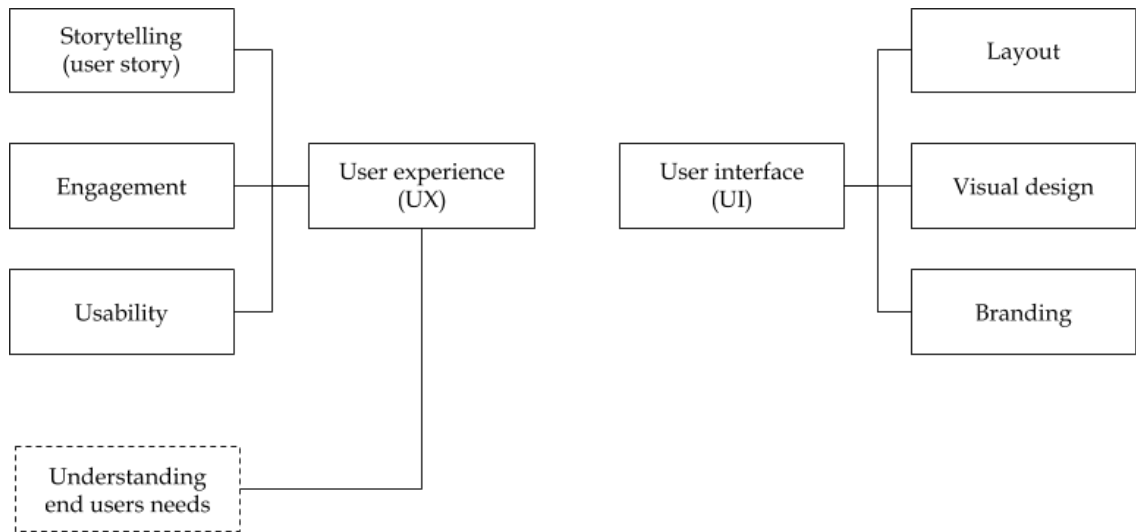 Storytelling
(user story)
Layout
Engagement
User experience
(UX)
User interface
(UI)
Visual design
Usability
Branding
Understanding
end users needs